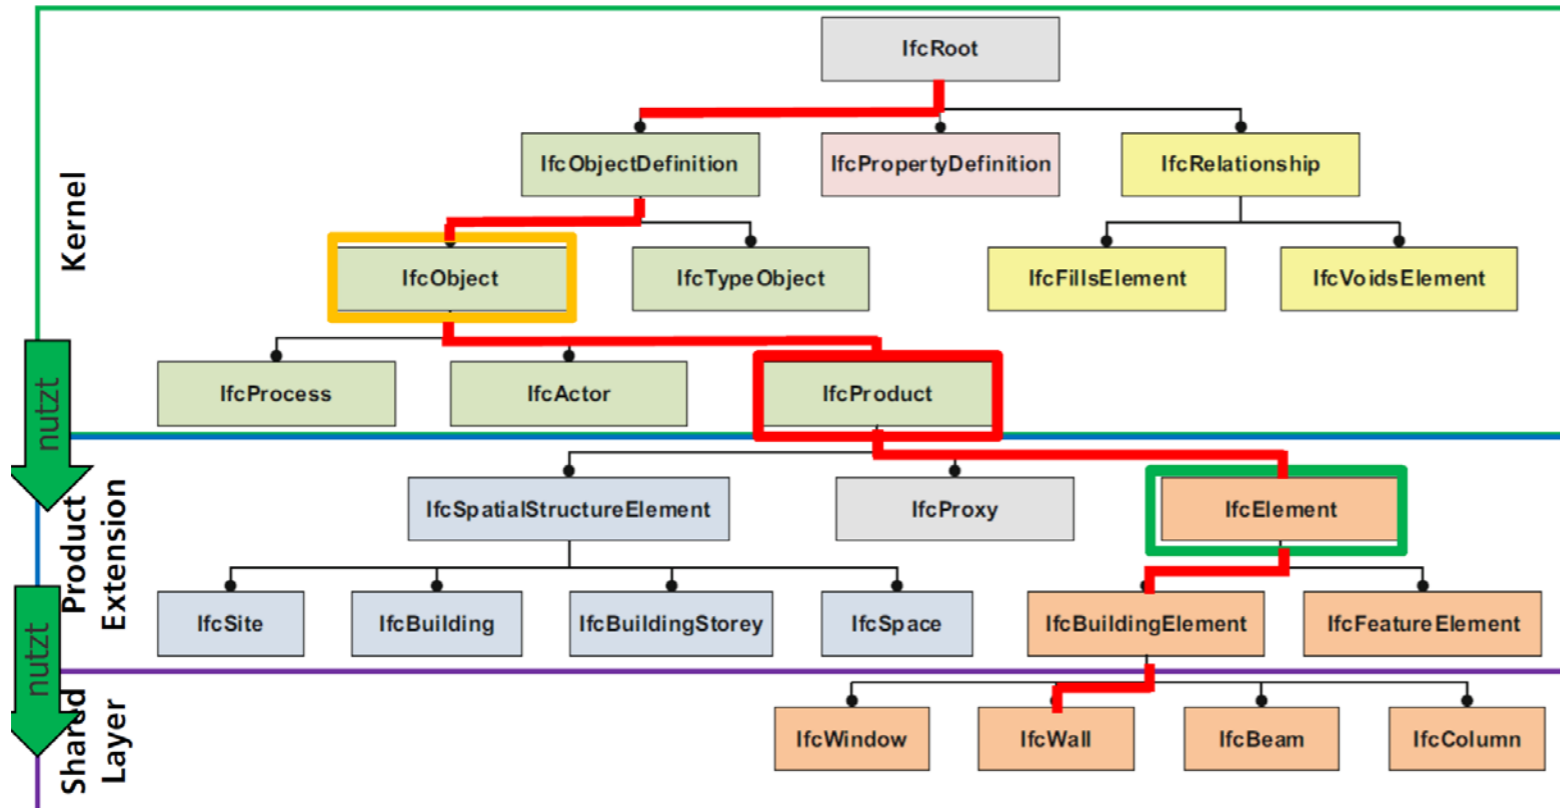 IfcRoot
Kernel
IfcObjectDefinition
IfcPropertyDefinition
IfcRelationship
IfcObject
IfcTypeObject
IfcFillsElement
IfcVoidsElement
nutzt
IfcProcess
IfcActor
IfcProduct
Product
Extension
IfcSpatialStructureElement
IfcProxy
IfcElement
nutzt
IfcSite
IfcBuilding
IfcBuildingStorey
IfcSpace
IfcBuildingElement
IfcFeatureElement
Shared
Layer
IfcWindow
IfcWall
IfcBeam
IfcColumn